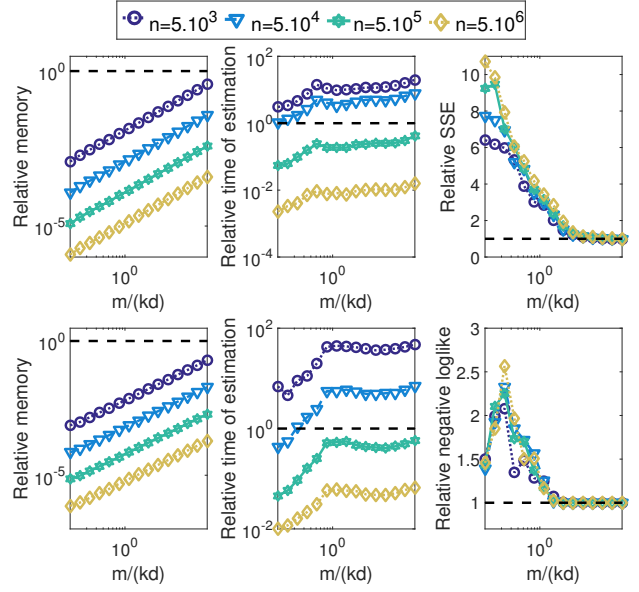 n=5.10^3 n=5.10^4 n=5.10^5 n=5.10^6
Relative memory
10^0
10^-5
10^0
m/(kd)
Relative time of estimation
10^2
10^0
10^-2
10^-4
10^0
m/(kd)
Relative SSE
10
8
6
4
2
0
10^0
m/(kd)
Relative memory
10^0
10^-5
10^0
m/(kd)
Relative time of estimation
10^2
10^0
10^-2
10^0
m/(kd)
Relative negative loglike
3
2.5
2
1.5
1
10^0
m/(kd)